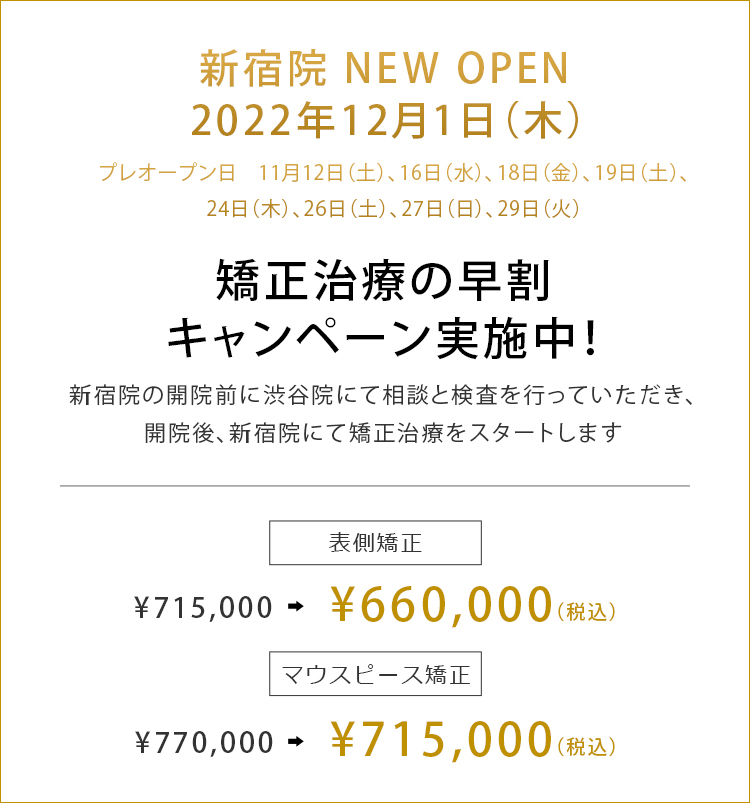 新宿院 NEW OPEN
2022年12月1日（木）
プレオープン日　11月12日（土）、16日（水）、18日（金）、19日（土）、
24日（木）、26日（土）、27日（日）、29日（火）
矯正治療の早割
キャンペーン実施中！
新宿院の開院前に渋谷院にて相談と検査を行っていただき、
開院後、新宿院にて矯正治療をスタートします
表側矯正
¥715,000 ➡ ¥660,000（税込）
マウスピース矯正
¥770,000 ➡ ¥715,000（税込）